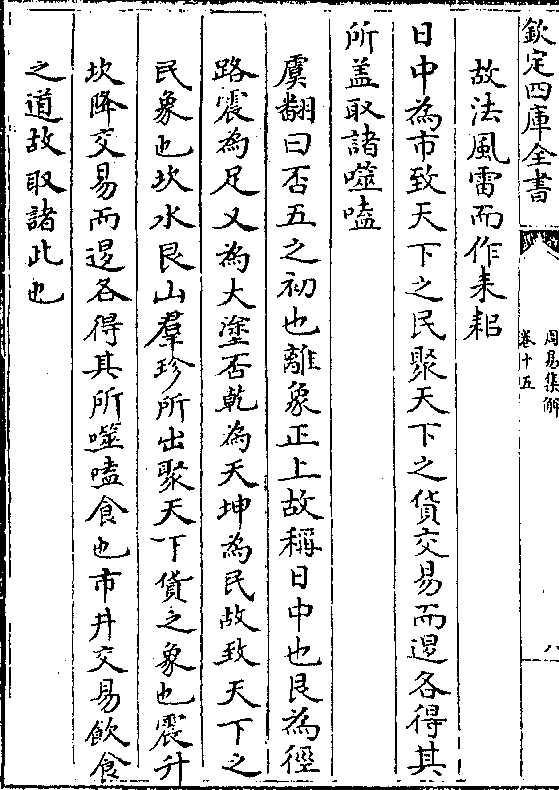 欽定四庫全書
周易集解
卷十五
八
故法風雷而作耒耜
日中為市致天下之民聚天下之貨交易而退各得其
所盖取諸噬嗑
虞翻曰否五之初也離象正上故稱日中也艮為徑
路震為足又為大塗否乾為天坤為民故致天下之
民象也坎水艮山羣珍所出聚天下貨之象也震升
坎降交易而退各得其所噬嗑食也市井交易飲食
之道故取諸此也